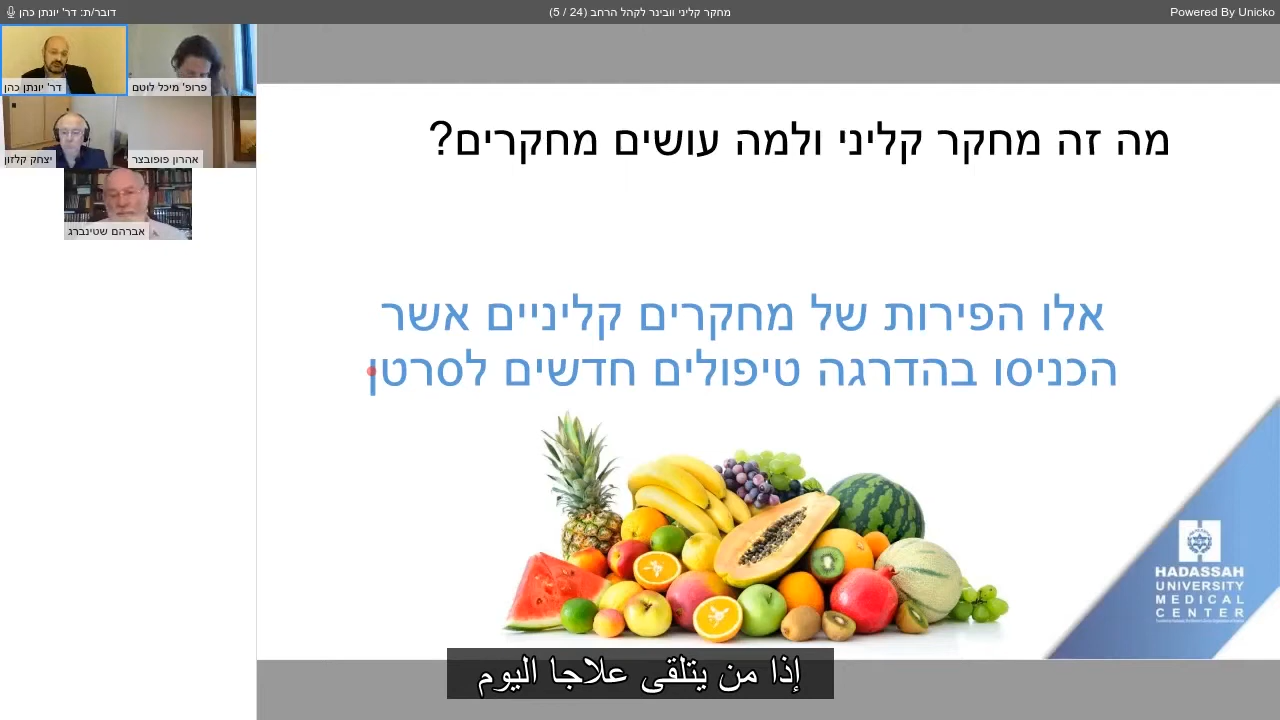 דובר/ת: דר' יונתן כהן
מחקר קליני וובינר לקהל הרחב (24 / 5)
Powered By Unicko
דר' יונתן כהן
פרופ' מיכל לוטם
יצחק קלזון
אהרון פופובצר
אברהם שטינברג
מה זה מחקר קליני ולמה עושים מחקרים?
אלו הפירות של מחקרים קליניים אשר
הכניסו בהדרגה טיפולים חדשים לסרטן
HADASSAH
UNIVERSITY
MEDICAL
CENTER
إذا من يتلقى علاجا اليوم